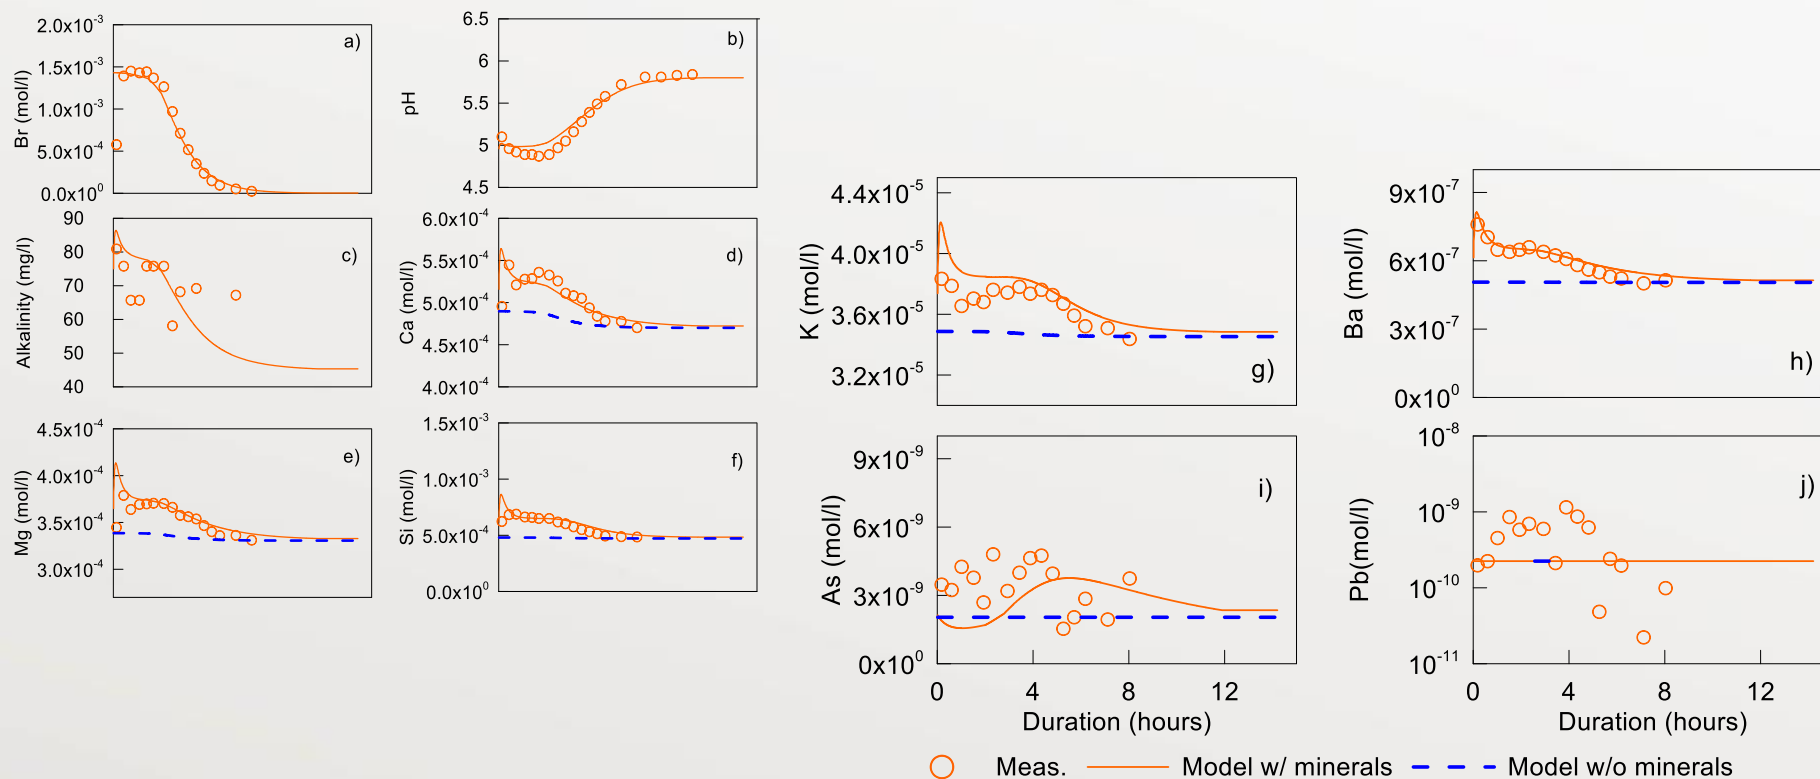 a)
2.0x10⁻³
1.5x10⁻³
1.0x10⁻³
5.0x10⁻⁴
0.0x10⁰
Br (mol/l)
b)
6.5
6
5.5
5
4.5
pH
c)
90
80
70
60
50
40
Alkalinity (mg/l)
d)
6.0x10⁻⁴
5.5x10⁻⁴
5.0x10⁻⁴
4.5x10⁻⁴
4.0x10⁻⁴
Ca (mol/l)
e)
4.5x10⁻⁴
4.0x10⁻⁴
3.5x10⁻⁴
3.0x10⁻⁴
Mg (mol/l)
f)
1.5x10⁻³
1.0x10⁻³
5.0x10⁻⁴
0.0x10⁰
Si (mol/l)
g)
4.4x10⁻⁵
4.0x10⁻⁵
3.6x10⁻⁵
3.2x10⁻⁵
K (mol/l)
h)
9x10⁻⁷
6x10⁻⁷
3x10⁻⁷
0x10⁰
Ba (mol/l)
i)
9x10⁻⁹
6x10⁻⁹
3x10⁻⁹
0x10⁰
As (mol/l)
0 4 8 12
Duration (hours)
j)
10⁻⁸
10⁻⁹
10⁻¹⁰
10⁻¹¹
Pb(mol/l)
0 4 8 12
Duration (hours)
Meas. Model w/ minerals Model w/o minerals